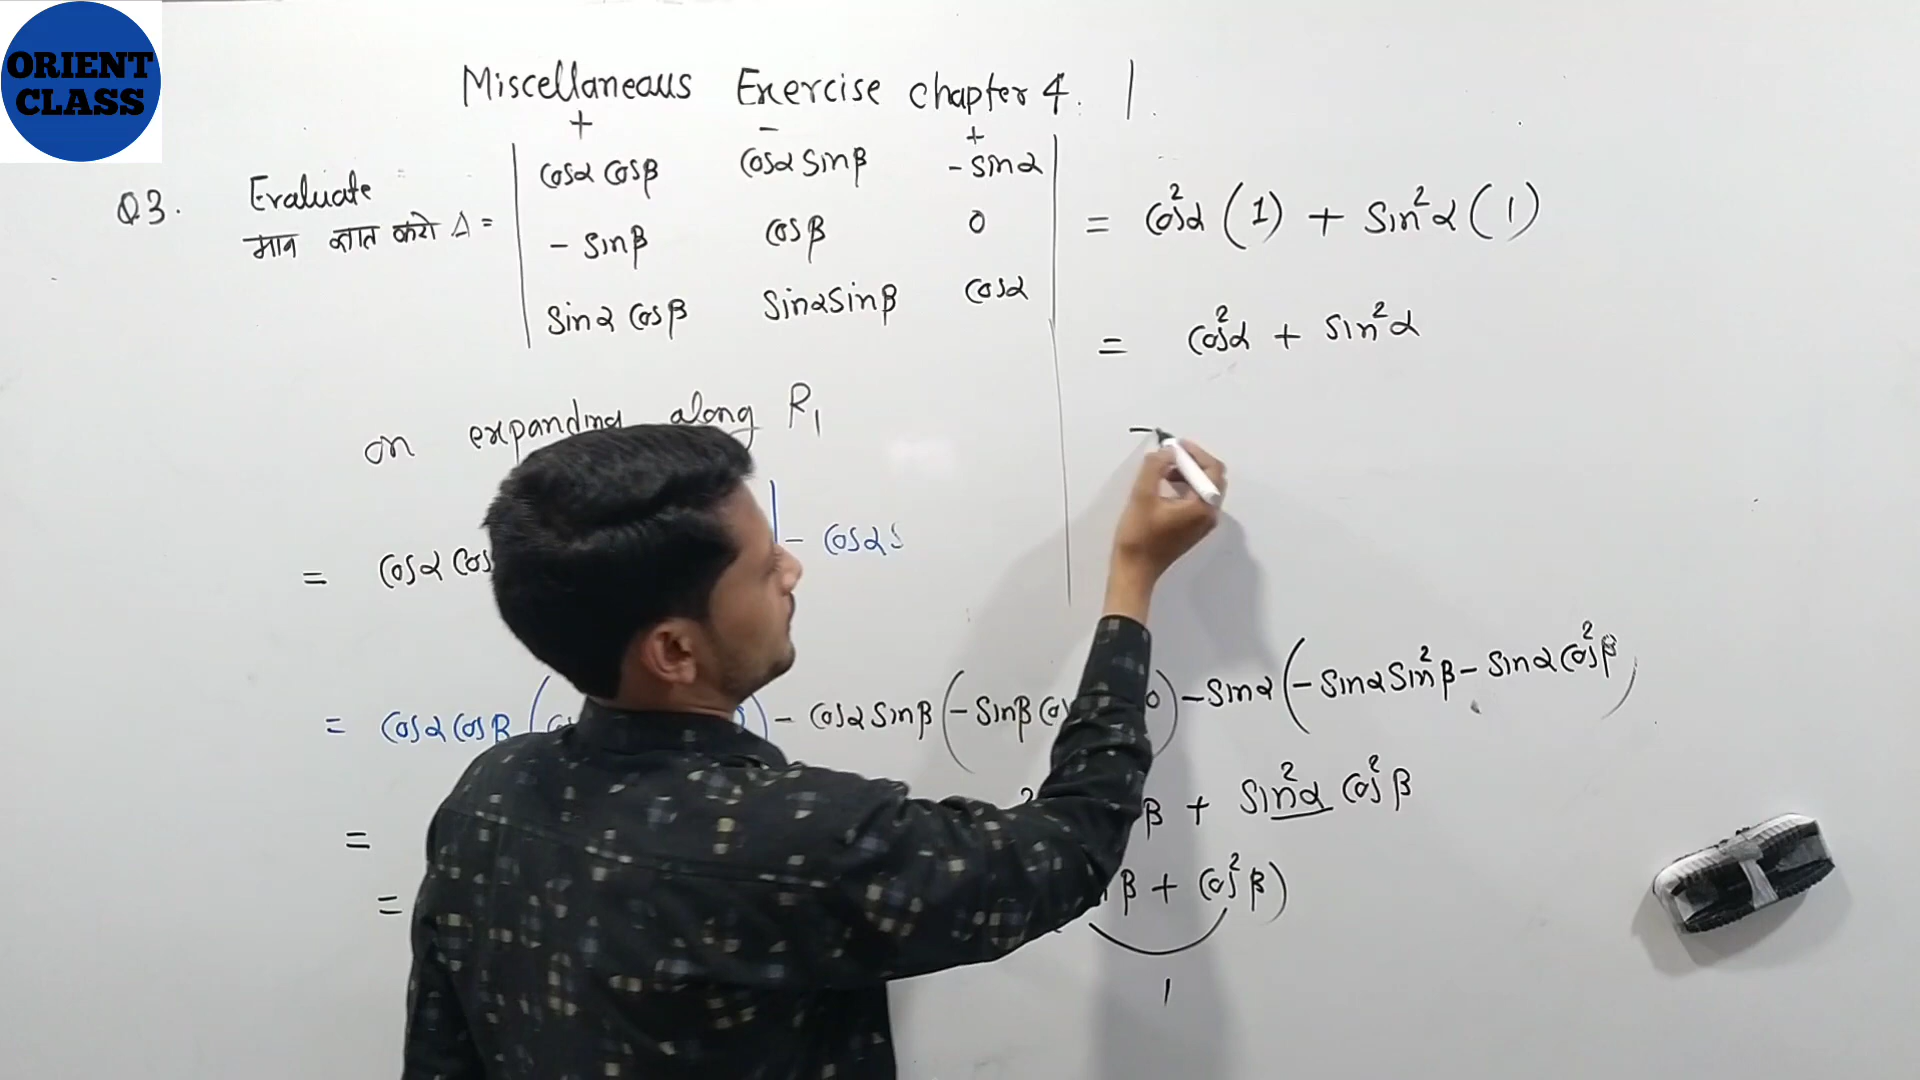 ORIENT
CLASS
Miscellaneous Exercise chapter 4. |
+ - +
Q3. Evaluate
मान ज्ञात करो Δ =
cosα cosβ cosα sinβ - sinα
- sinβ cosβ 0
sinα cosβ sinα sinβ cosα
on expanding along R₁
= cosα cos | - cosα s
= cosα cosβ ( ) - cosα sinβ (- sinβ 0) - sinα (- sinα sin²β - sinα cos²β)
= 2 β + sin²α cos²β
= β + cos²β)
1
= cos²α (1) + sin²α (1)
= cos²α + sin²α
-